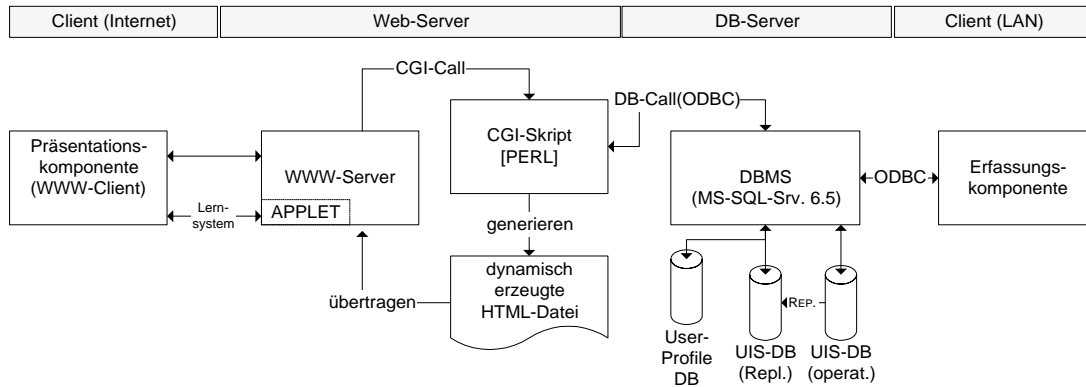 Client (Internet)
Web-Server
DB-Server
Client (LAN)
CGI-Call
DB-Call(ODBC)
Präsentations-
komponente
(WWW-Client)
WWW-Server
APPLET
Lern-
system
CGI-Skript
[PERL]
DBMS
(MS-SQL-Srv. 6.5)
ODBC
Erfassungs-
komponente
generieren
dynamisch
erzeugte
HTML-Datei
übertragen
REP.
User-
Profile
DB
UIS-DB
(Repl.)
UIS-DB
(operat.)